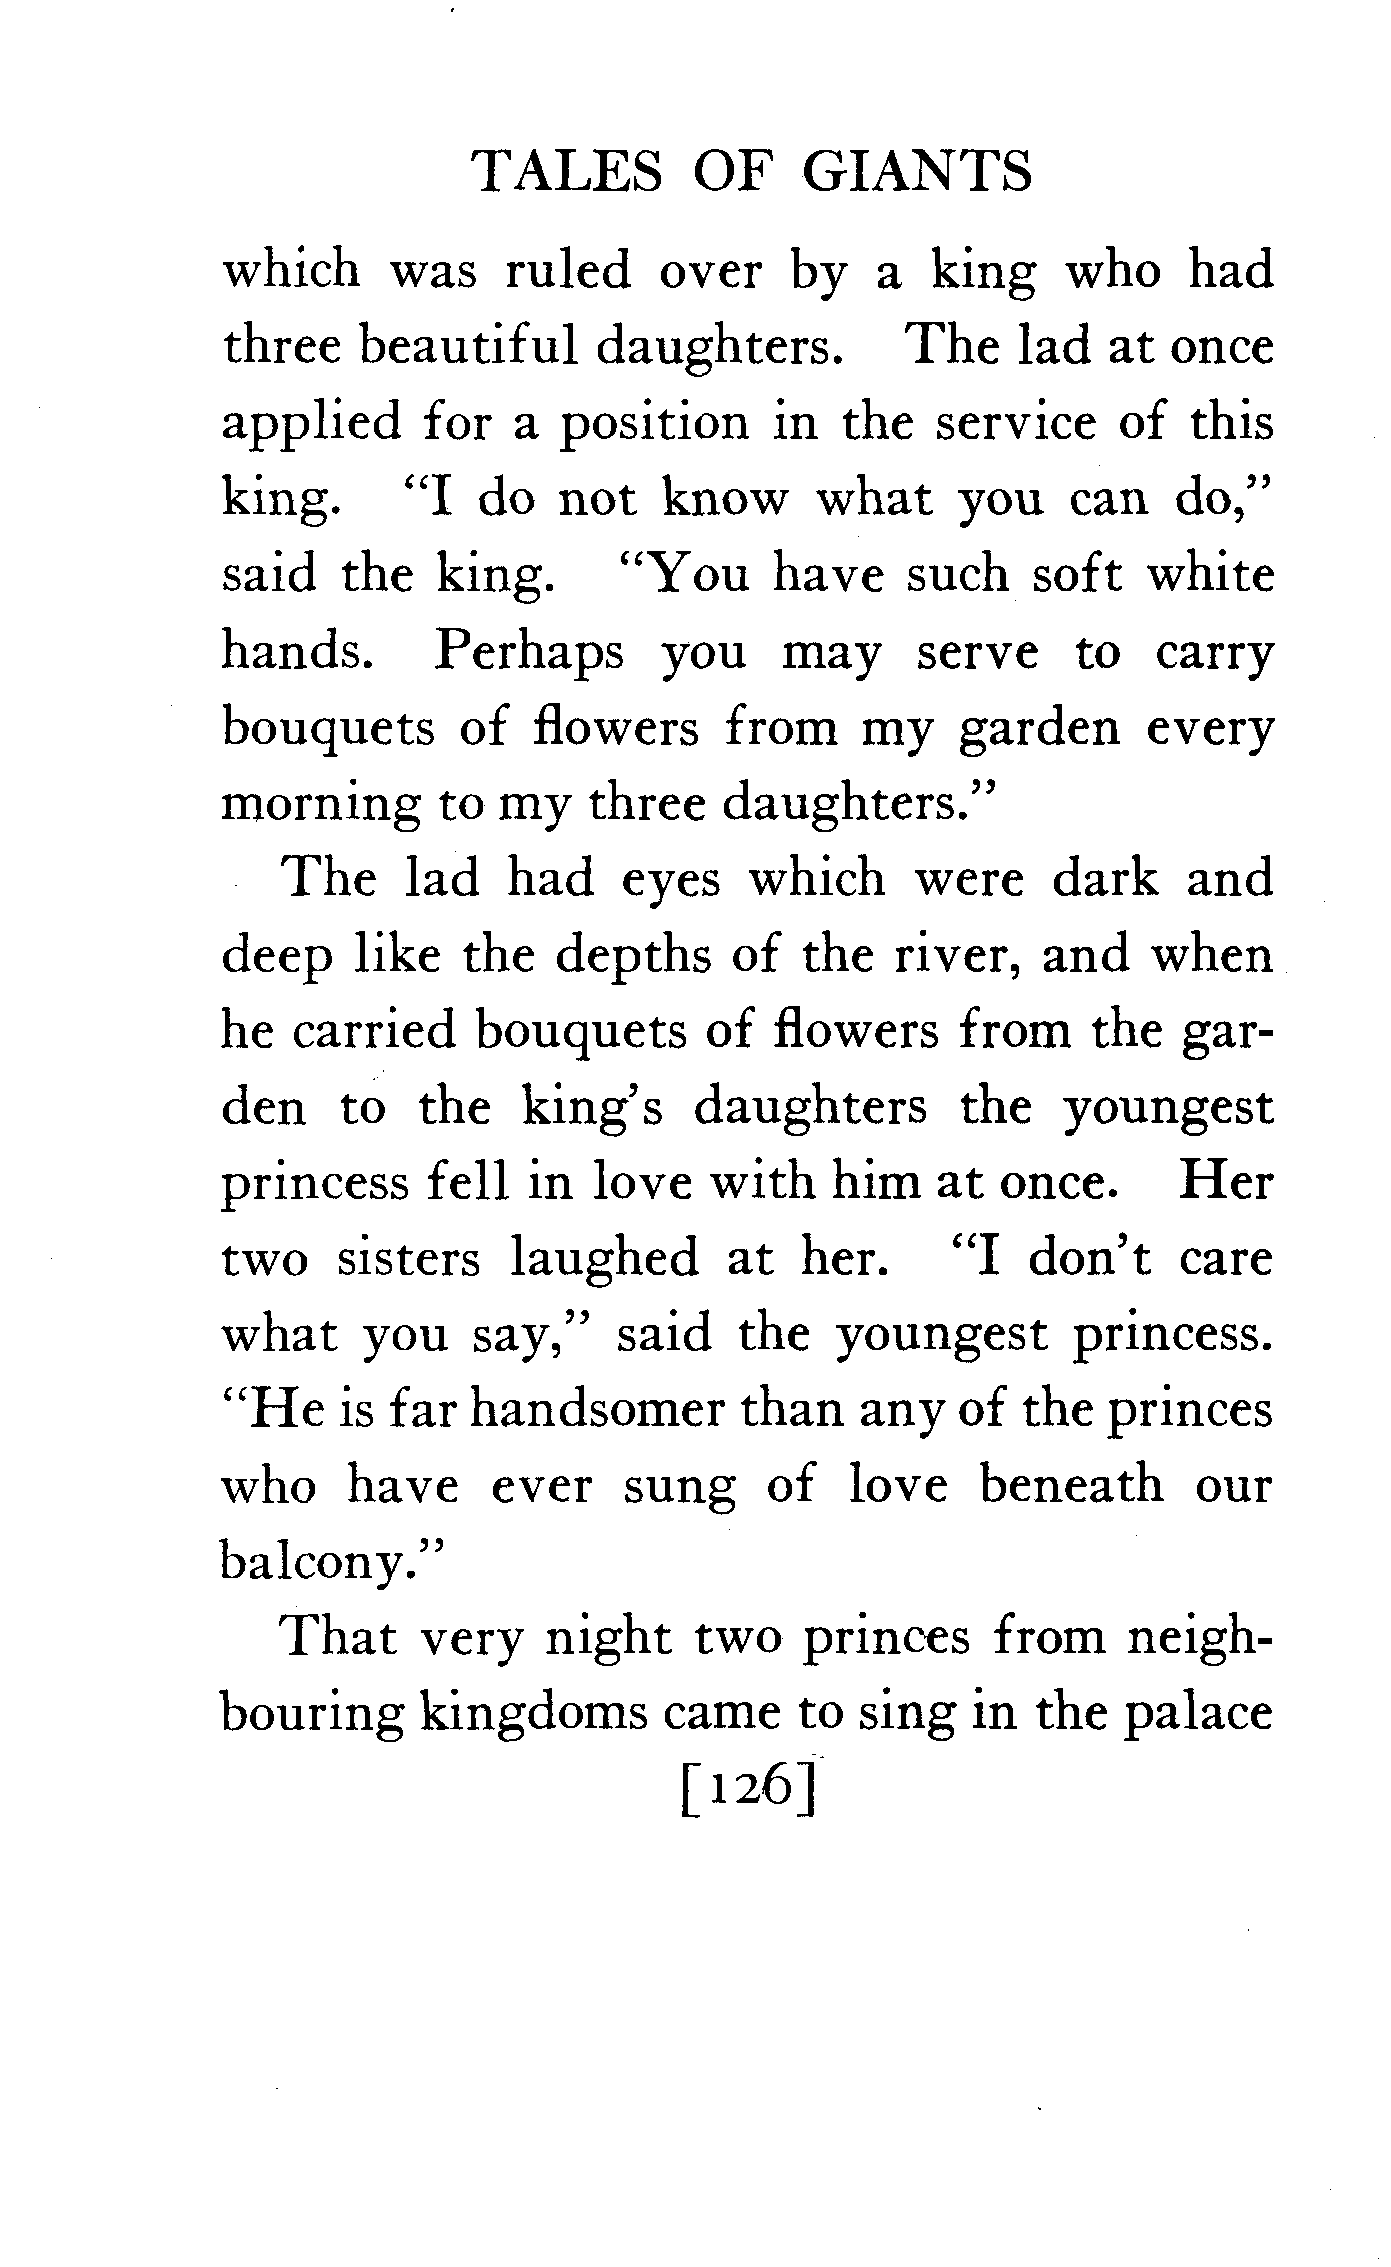 TALES OF GIANTS
which was ruled over by a king who had
three beautiful daughters. The lad at once
applied for a position in the service of this
king. "I do not know what you can do,"
said the king. "You have such soft white
hands. Perhaps you may serve to carry
bouquets of flowers from my garden every
morning to my three daughters."
The lad had eyes which were dark and
deep like the depths of the river, and when
he carried bouquets of flowers from the gar-
den to the king's daughters the youngest
princess fell in love with him at once. Her
two sisters laughed at her. "I don't care
what you say," said the youngest princess.
"He is far handsomer than any of the princes
who have ever sung of love beneath our
balcony."
That very night two princes from neigh-
bouring kingdoms came to sing in the palace
[126]